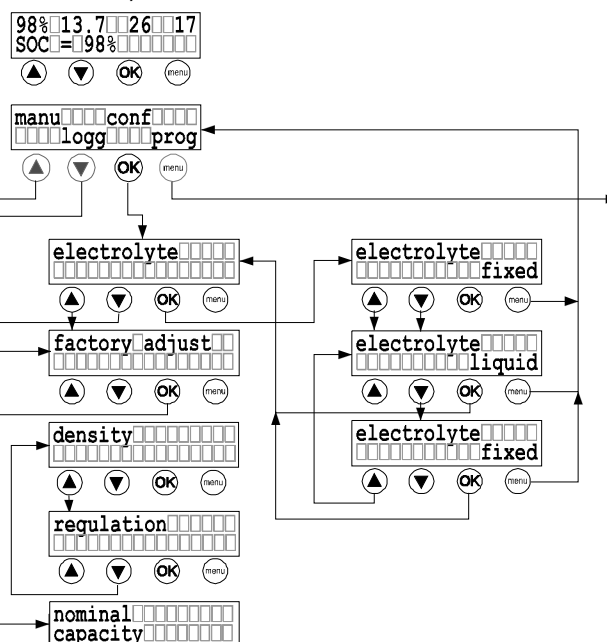 98% 13.7 26 17
SOC = 98%
OK menu
manu conf
logg prog
OK menu
electrolyte
OK menu
factory adjust
OK menu
density
OK menu
regulation
OK menu
nominal
capacity
electrolyte
fixed
OK menu
electrolyte
liquid
OK menu
electrolyte
fixed
OK menu